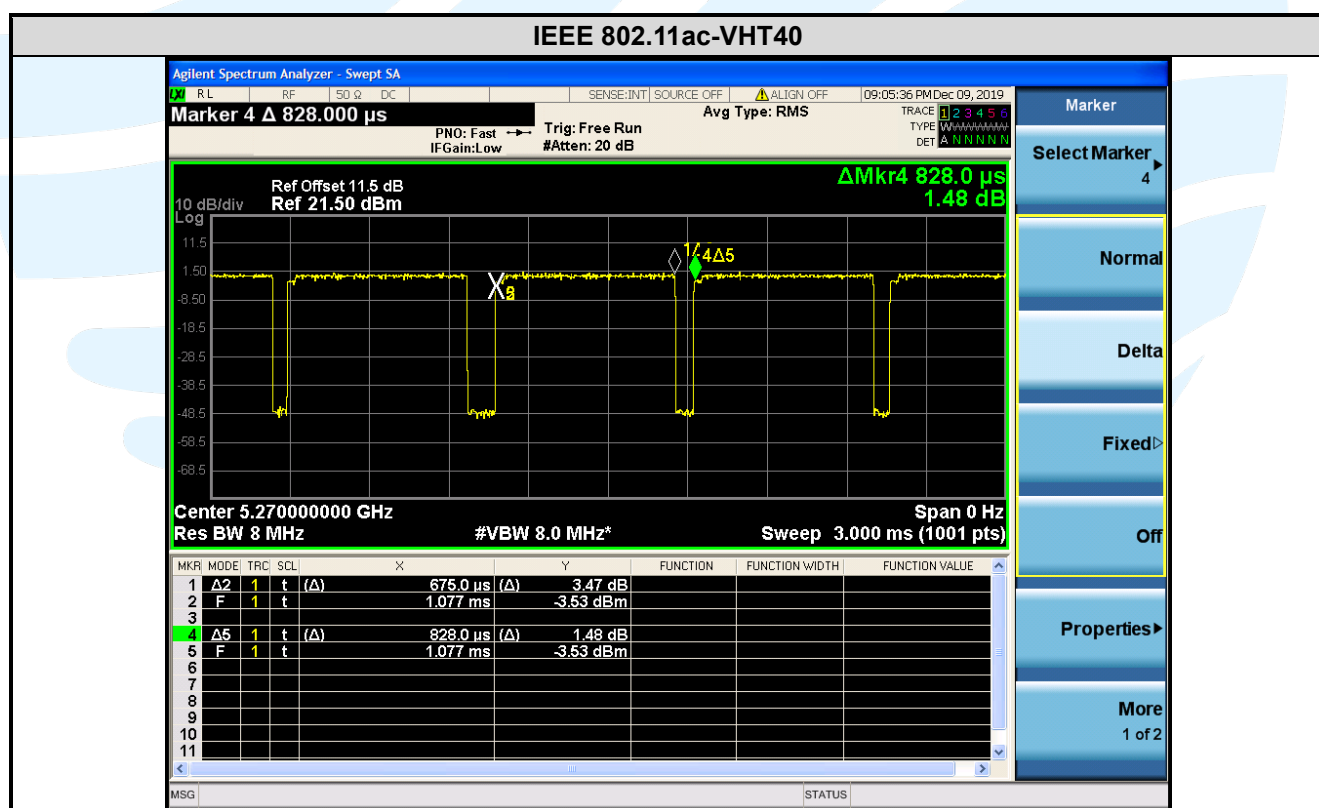 IEEE 802.11ac-VHT40
Agilent Spectrum Analyzer - Swept SA
LXI RL RF 50 Ω DC SENSE:INT SOURCE OFF ALIGN OFF 09:05:36 PM Dec 09, 2019
Marker 4 Δ 828.000 µs
PNO: Fast
IFGain:Low
Trig: Free Run
#Atten: 20 dB
Avg Type: RMS
TRACE 1 2 3 4 5 6
TYPE WWWWWW
DET A N N N N N
ΔMkr4 828.0 µs
1.48 dB
10 dB/div
Log
Ref Offset 11.5 dB
Ref 21.50 dBm
11.5
1.50
-8.50
-18.5
-28.5
-38.5
-48.5
-58.5
-68.5
4Δ5
Center 5.270000000 GHz
Span 0 Hz
Res BW 8 MHz
#VBW 8.0 MHz*
Sweep 3.000 ms (1001 pts)
MKR MODE TRC SCL X Y FUNCTION FUNCTION WIDTH FUNCTION VALUE
1 Δ2 1 t (Δ) 675.0 µs (Δ) 3.47 dB
2 F 1 t 1.077 ms -3.53 dBm
3
4 Δ5 1 t (Δ) 828.0 µs (Δ) 1.48 dB
5 F 1 t 1.077 ms -3.53 dBm
6
7
8
9
10
11
MSG
STATUS
Marker
Select Marker
4
Normal
Delta
Fixed
Off
Properties
More
1 of 2